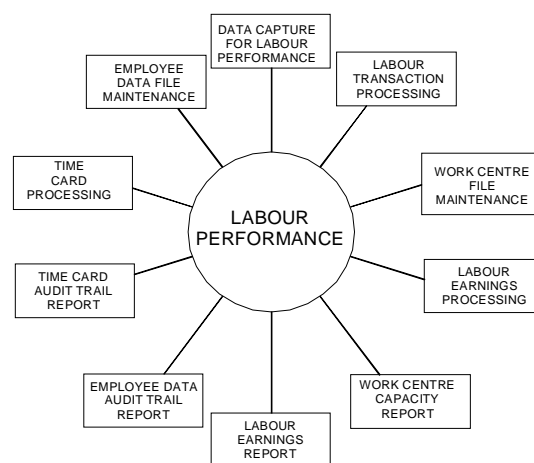 DATA CAPTURE
FOR LABOUR
PERFORMANCE
LABOUR
TRANSACTION
PROCESSING
WORK CENTRE
FILE
MAINTENANCE
LABOUR
EARNINGS
PROCESSING
WORK CENTRE
CAPACITY
REPORT
LABOUR
EARNINGS
REPORT
EMPLOYEE DATA
AUDIT TRAIL
REPORT
TIME CARD
AUDIT TRAIL
REPORT
TIME
CARD
PROCESSING
EMPLOYEE
DATA FILE
MAINTENANCE
LABOUR
PERFORMANCE